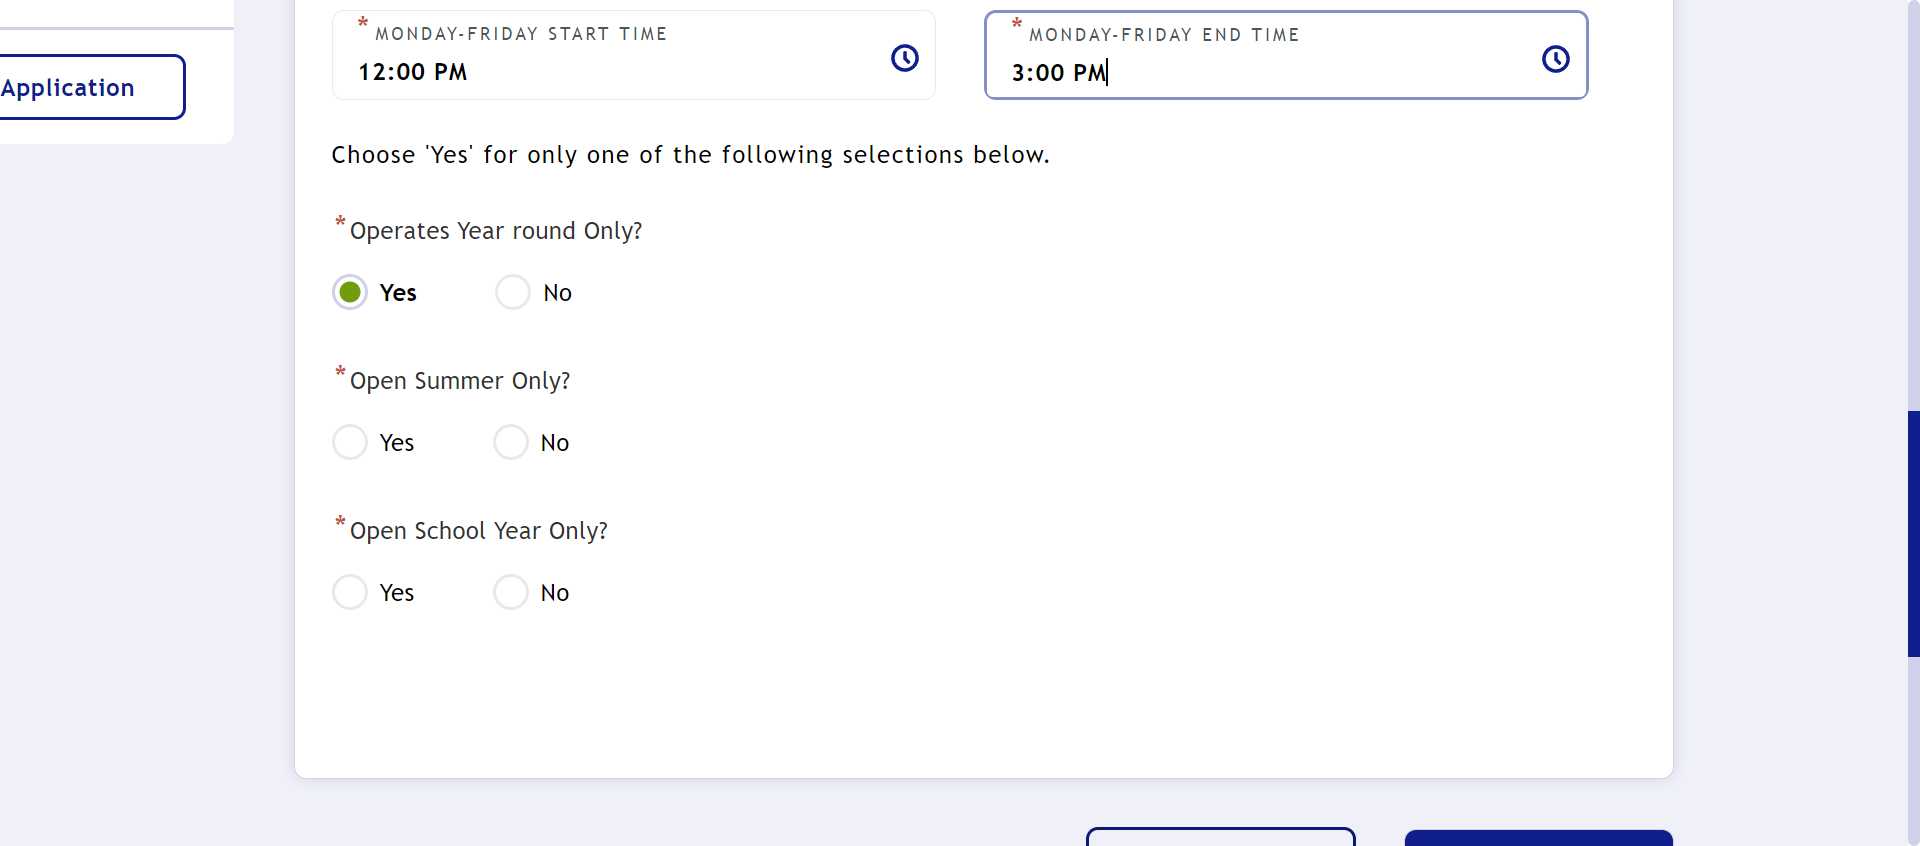 * MONDAY-FRIDAY START TIME
12:00 PM
* MONDAY-FRIDAY END TIME
3:00 PM
Application
Choose 'Yes' for only one of the following selections below.
* Operates Year round Only?
Yes No
* Open Summer Only?
Yes No
* Open School Year Only?
Yes No